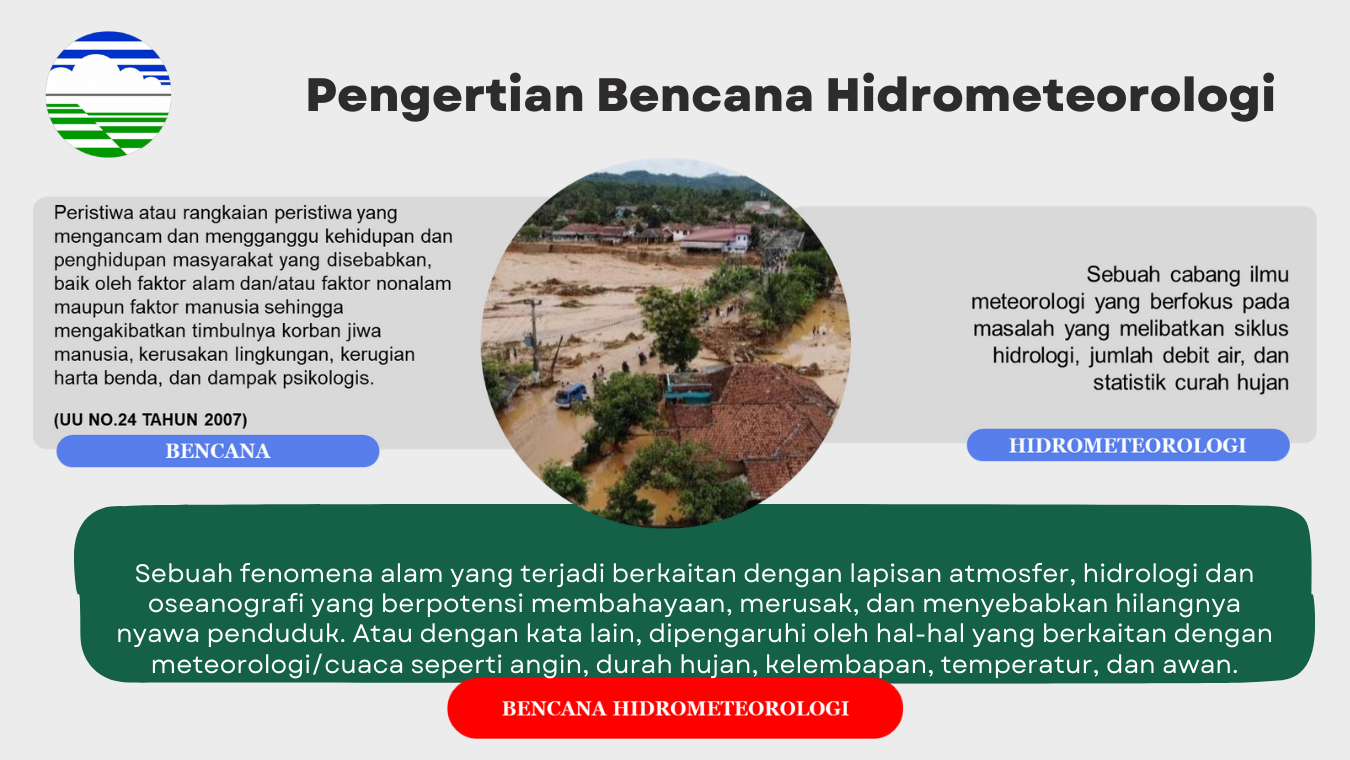 Pengertian Bencana Hidrometeorologi
Peristiwa atau rangkaian peristiwa yang
mengancam dan mengganggu kehidupan dan
penghidupan masyarakat yang disebabkan,
baik oleh faktor alam dan/atau faktor nonalam
maupun faktor manusia sehingga
mengakibatkan timbulnya korban jiwa
manusia, kerusakan lingkungan, kerugian
harta benda, dan dampak psikologis.
(UU NO.24 TAHUN 2007)
BENCANA
Sebuah cabang ilmu
meteorologi yang berfokus pada
masalah yang melibatkan siklus
hidrologi, jumlah debit air, dan
statistik curah hujan
HIDROMETEOROLOGI
Sebuah fenomena alam yang terjadi berkaitan dengan lapisan atmosfer, hidrologi dan
oseanografi yang berpotensi membahayaan, merusak, dan menyebabkan hilangnya
nyawa penduduk. Atau dengan kata lain, dipengaruhi oleh hal-hal yang berkaitan dengan
meteorologi/cuaca seperti angin, durah hujan, kelembapan, temperatur, dan awan.
BENCANA HIDROMETEOROLOGI